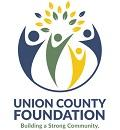 UNION COUNTY
FOUNDATION
Building a Strong Community.